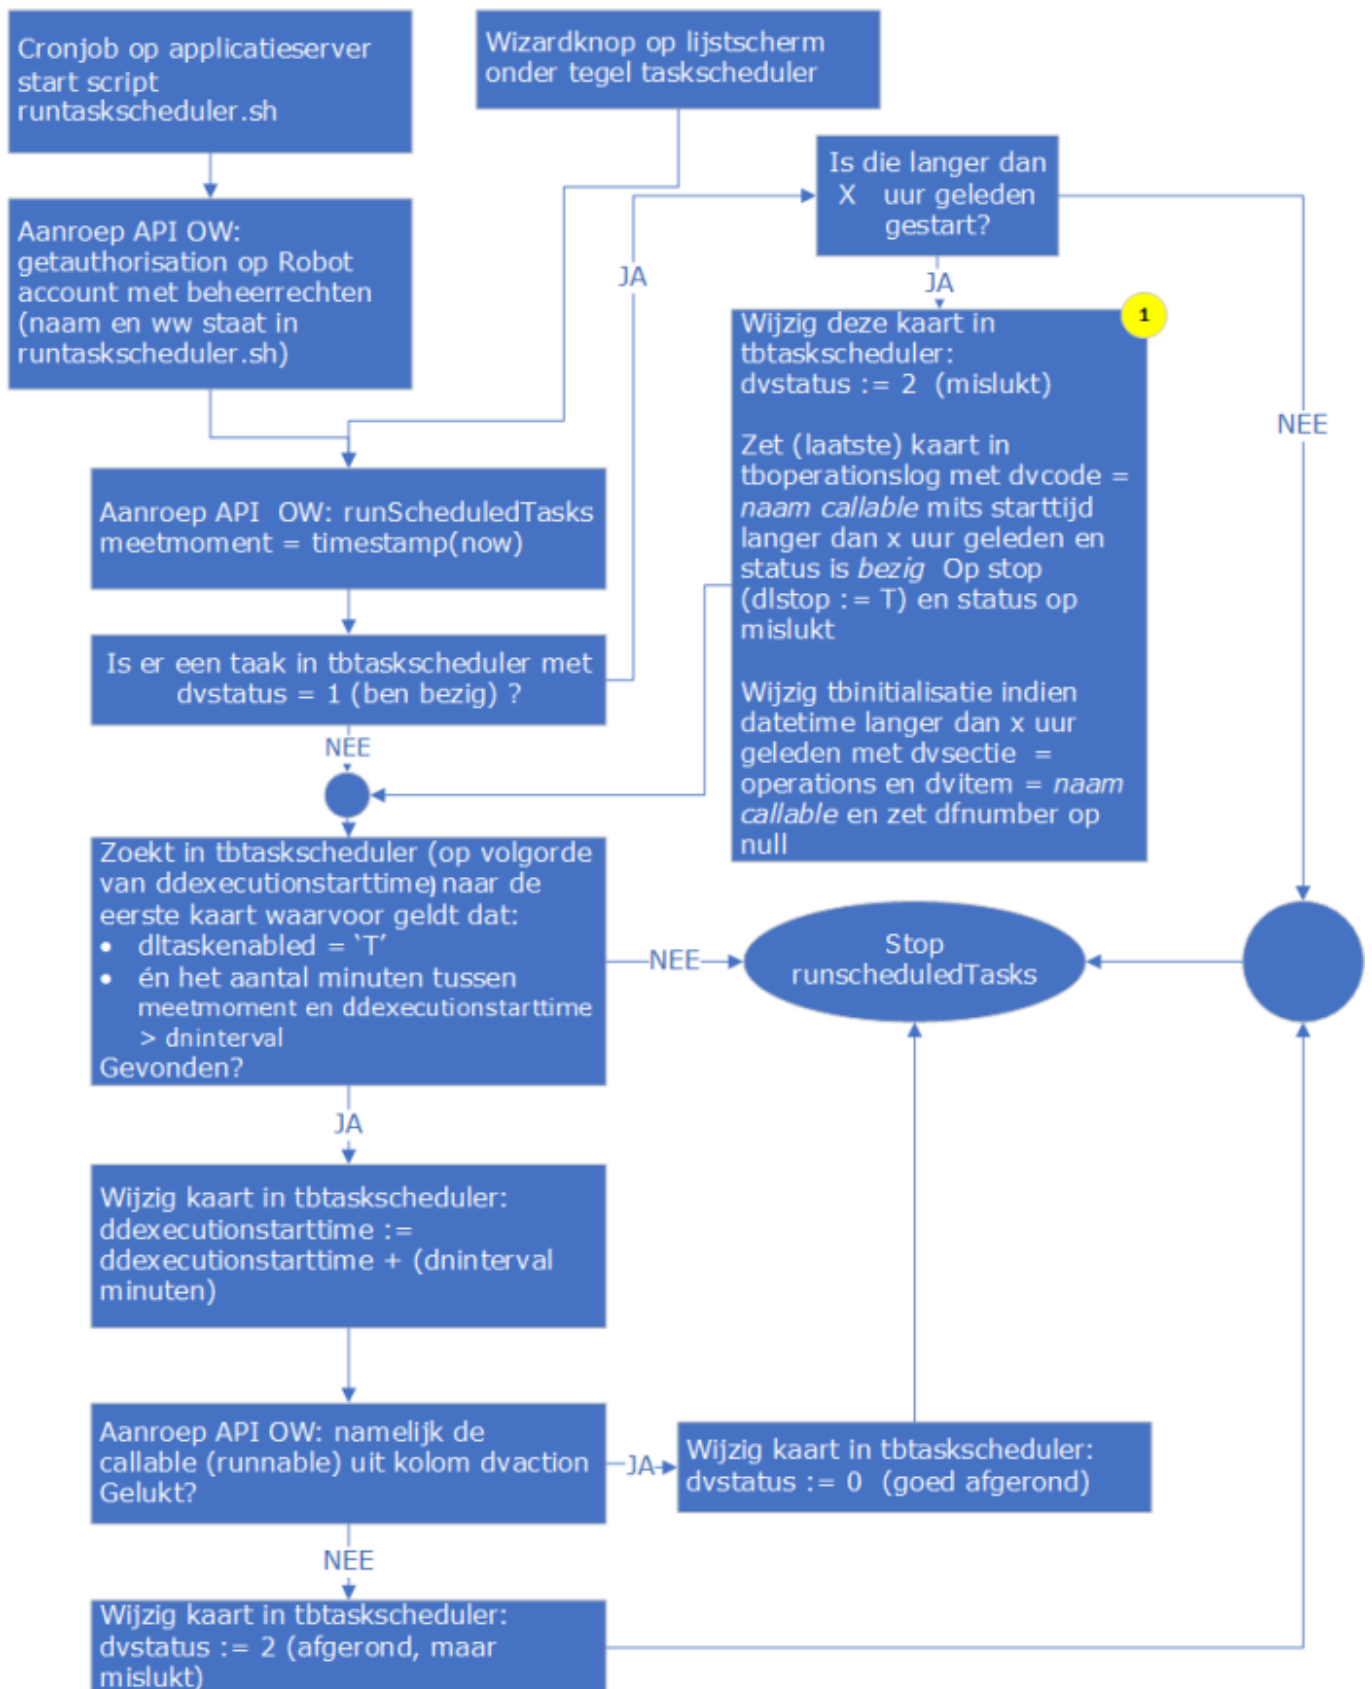 Cronjob op applicatieserver
start script
runtaskscheduler.sh
Wizardknop op lijstscherm
onder tegel taskscheduler
Is die langer dan
X uur geleden
gestart?
Aanroep API OW:
getauthorisation op Robot
account met beheerrechten
(naam en ww staat in
runtaskscheduler.sh)
JA
JA
NEE
1
Wijzig deze kaart in
tbtaskscheduler:
dvstatus := 2 (mislukt)
Zet (laatste) kaart in
tboperationslog met dvcode =
naam callable mits starttijd
langer dan x uur geleden en
status is bezig Op stop
(dlstop := T) en status op
mislukt
Wijzig tbinitialisatie indien
datetime langer dan x uur
geleden met dvsectie =
operations en dvitem = naam
callable en zet dfnumber op
null
Aanroep API OW: runScheduledTasks
meetmoment = timestamp(now)
Is er een taak in tbtaskscheduler met
dvstatus = 1 (ben bezig) ?
NEE
Zoekt in tbtaskscheduler (op volgorde
van ddexecutionstarttime) naar de
eerste kaart waarvoor geldt dat:
• dltaskenabled = ‘T’
• én het aantal minuten tussen
meetmoment en ddexecutionstarttime
> dninterval
Gevonden?
NEE
Stop
runscheduledTasks
JA
Wijzig kaart in tbtaskscheduler:
ddexecutionstarttime :=
ddexecutionstarttime + (dninterval
minuten)
Aanroep API OW: namelijk de
callable (runnable) uit kolom dvaction
Gelukt?
JA
Wijzig kaart in tbtaskscheduler:
dvstatus := 0 (goed afgerond)
NEE
Wijzig kaart in tbtaskscheduler:
dvstatus := 2 (afgerond, maar
mislukt)